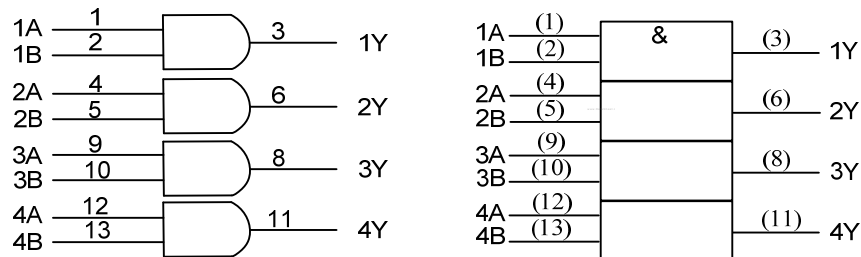 1A 1 3 1Y
1B 2
2A 4 6 2Y
2B 5
3A 9 8 3Y
3B 10
4A 12 11 4Y
4B 13
1A (1) & (3) 1Y
1B (2)
2A (4) (6) 2Y
2B (5)
3A (9) (8) 3Y
3B (10)
4A (12) (11) 4Y
4B (13)